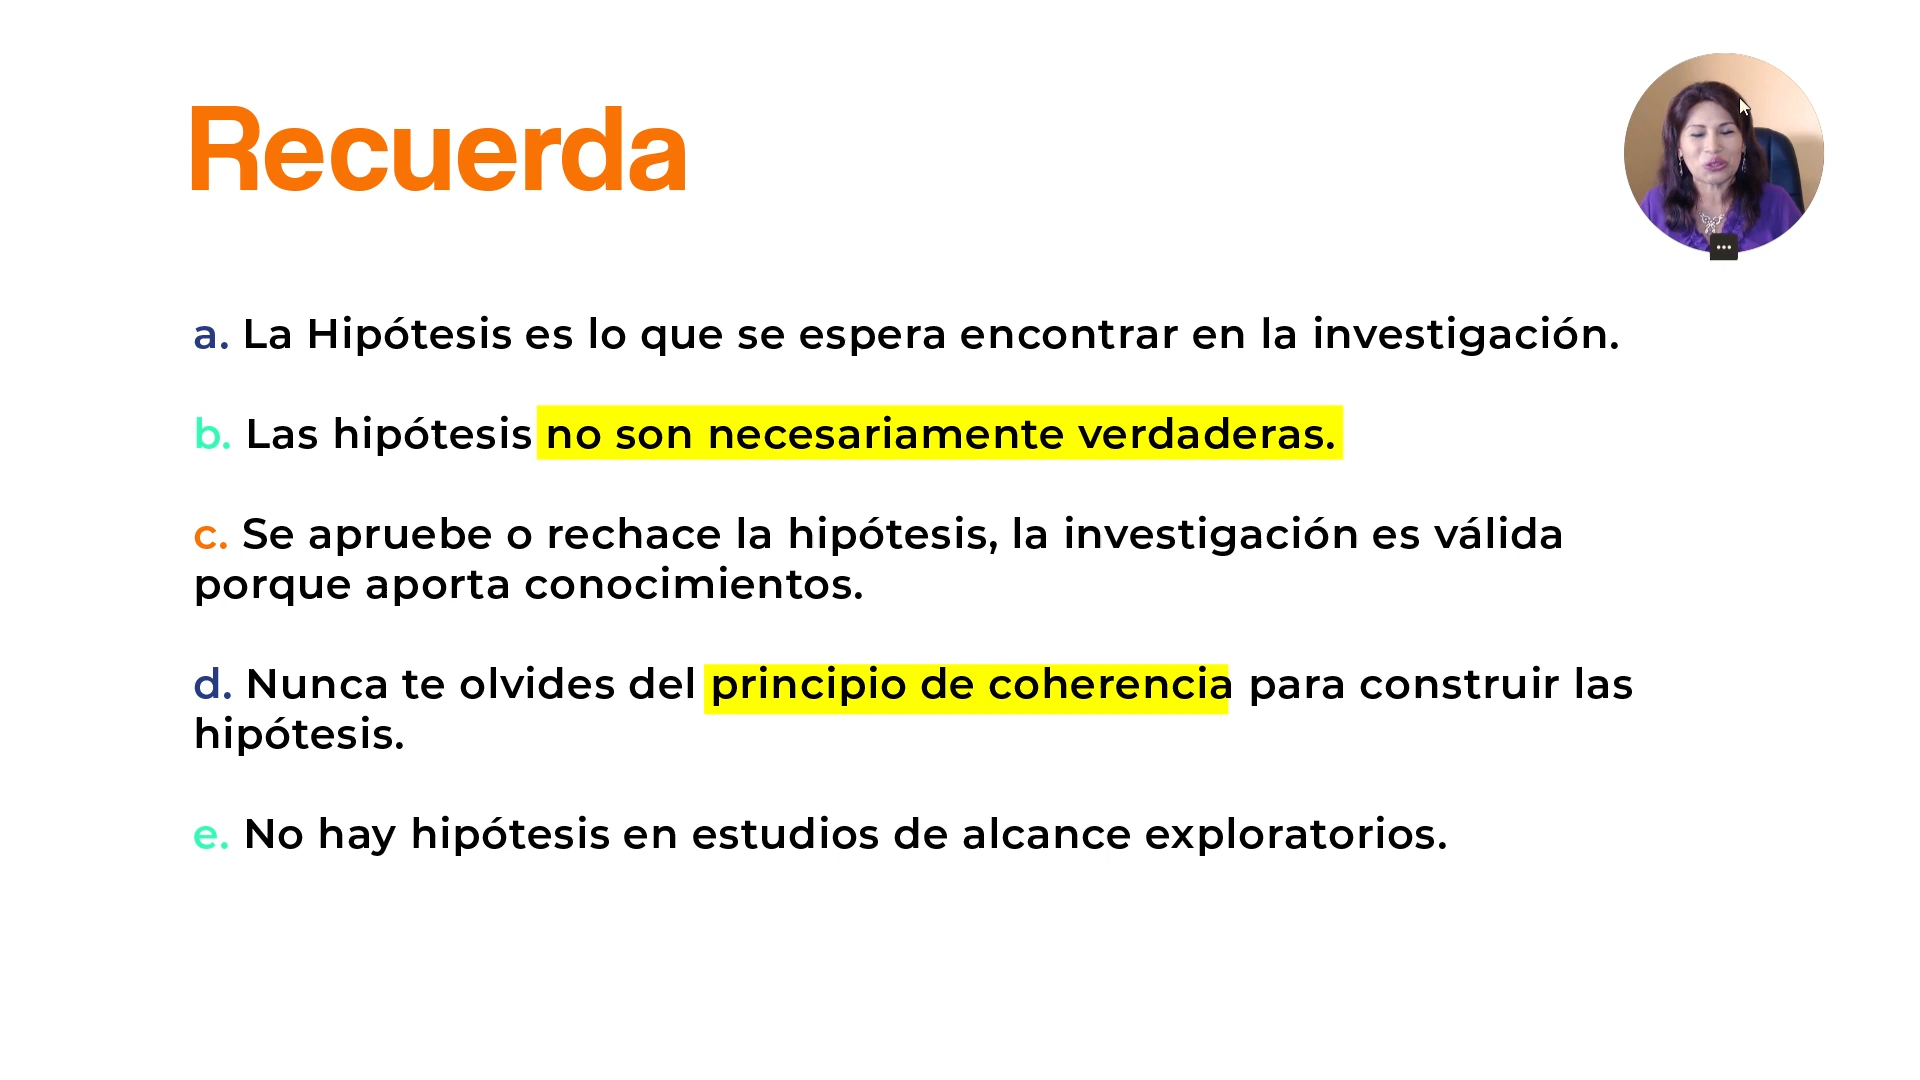 Recuerda
a. La Hipótesis es lo que se espera encontrar en la investigación.
b. Las hipótesis no son necesariamente verdaderas.
c. Se apruebe o rechace la hipótesis, la investigación es válida
porque aporta conocimientos.
d. Nunca te olvides del principio de coherencia para construir las
hipótesis.
e. No hay hipótesis en estudios de alcance exploratorios.